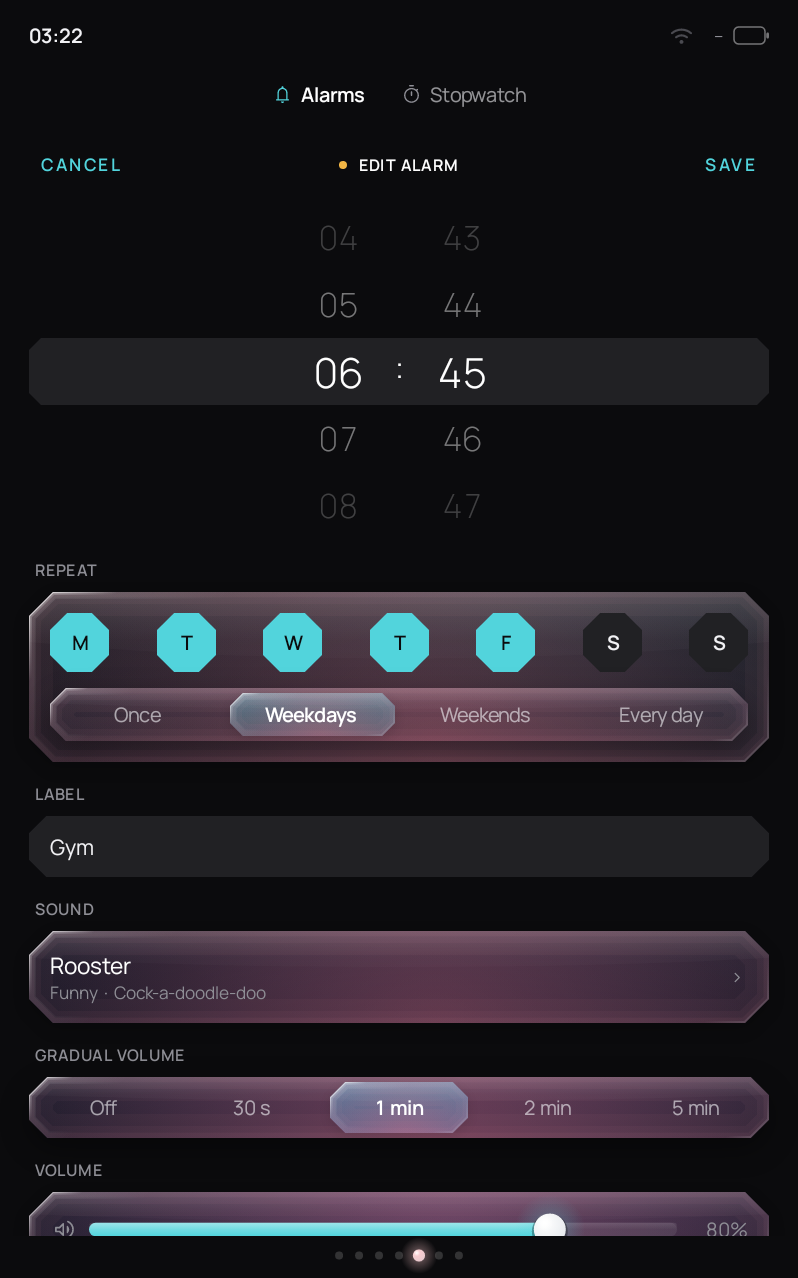 03:22
Alarms Stopwatch
CANCEL EDIT ALARM SAVE
04 43
05 44
06 : 45
07 46
08 47
REPEAT
M T W T F S S
Once Weekdays Weekends Every day
LABEL
Gym
SOUND
Rooster
Funny · Cock-a-doodle-doo
GRADUAL VOLUME
Off 30 s 1 min 2 min 5 min
VOLUME
80%